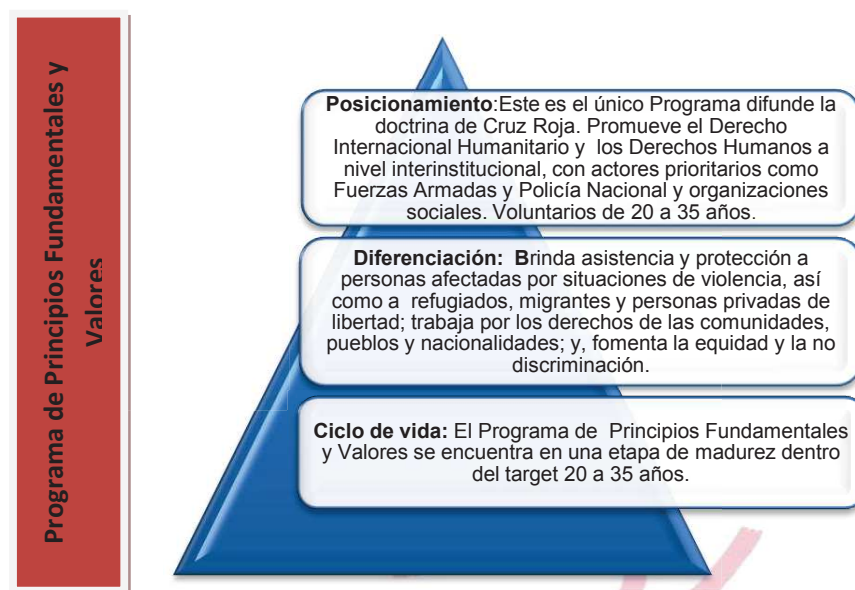 Programa de Principios Fundamentales y
Valores
Posicionamiento:Este es el único Programa difunde la
doctrina de Cruz Roja. Promueve el Derecho
Internacional Humanitario y los Derechos Humanos a
nivel interinstitucional, con actores prioritarios como
Fuerzas Armadas y Policía Nacional y organizaciones
sociales. Voluntarios de 20 a 35 años.
Diferenciación: Brinda asistencia y protección a
personas afectadas por situaciones de violencia, así
como a refugiados, migrantes y personas privadas de
libertad; trabaja por los derechos de las comunidades,
pueblos y nacionalidades; y, fomenta la equidad y la no
discriminación.
Ciclo de vida: El Programa de Principios Fundamentales
y Valores se encuentra en una etapa de madurez dentro
del target 20 a 35 años.